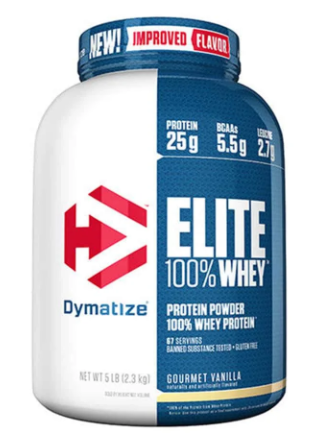 NEW! IMPROVED FLAVOR
PROTEIN BCAAs LEUCINE
25g 5.5g 2.7g
ELITE
100% WHEY
Dymatize®
PROTEIN POWDER
100% WHEY PROTEIN
67 SERVINGS
BANNED SUBSTANCE TESTED • GLUTEN FREE
NET WT 5 LB (2.3 kg)
GOURMET VANILLA
naturally and artificially flavored